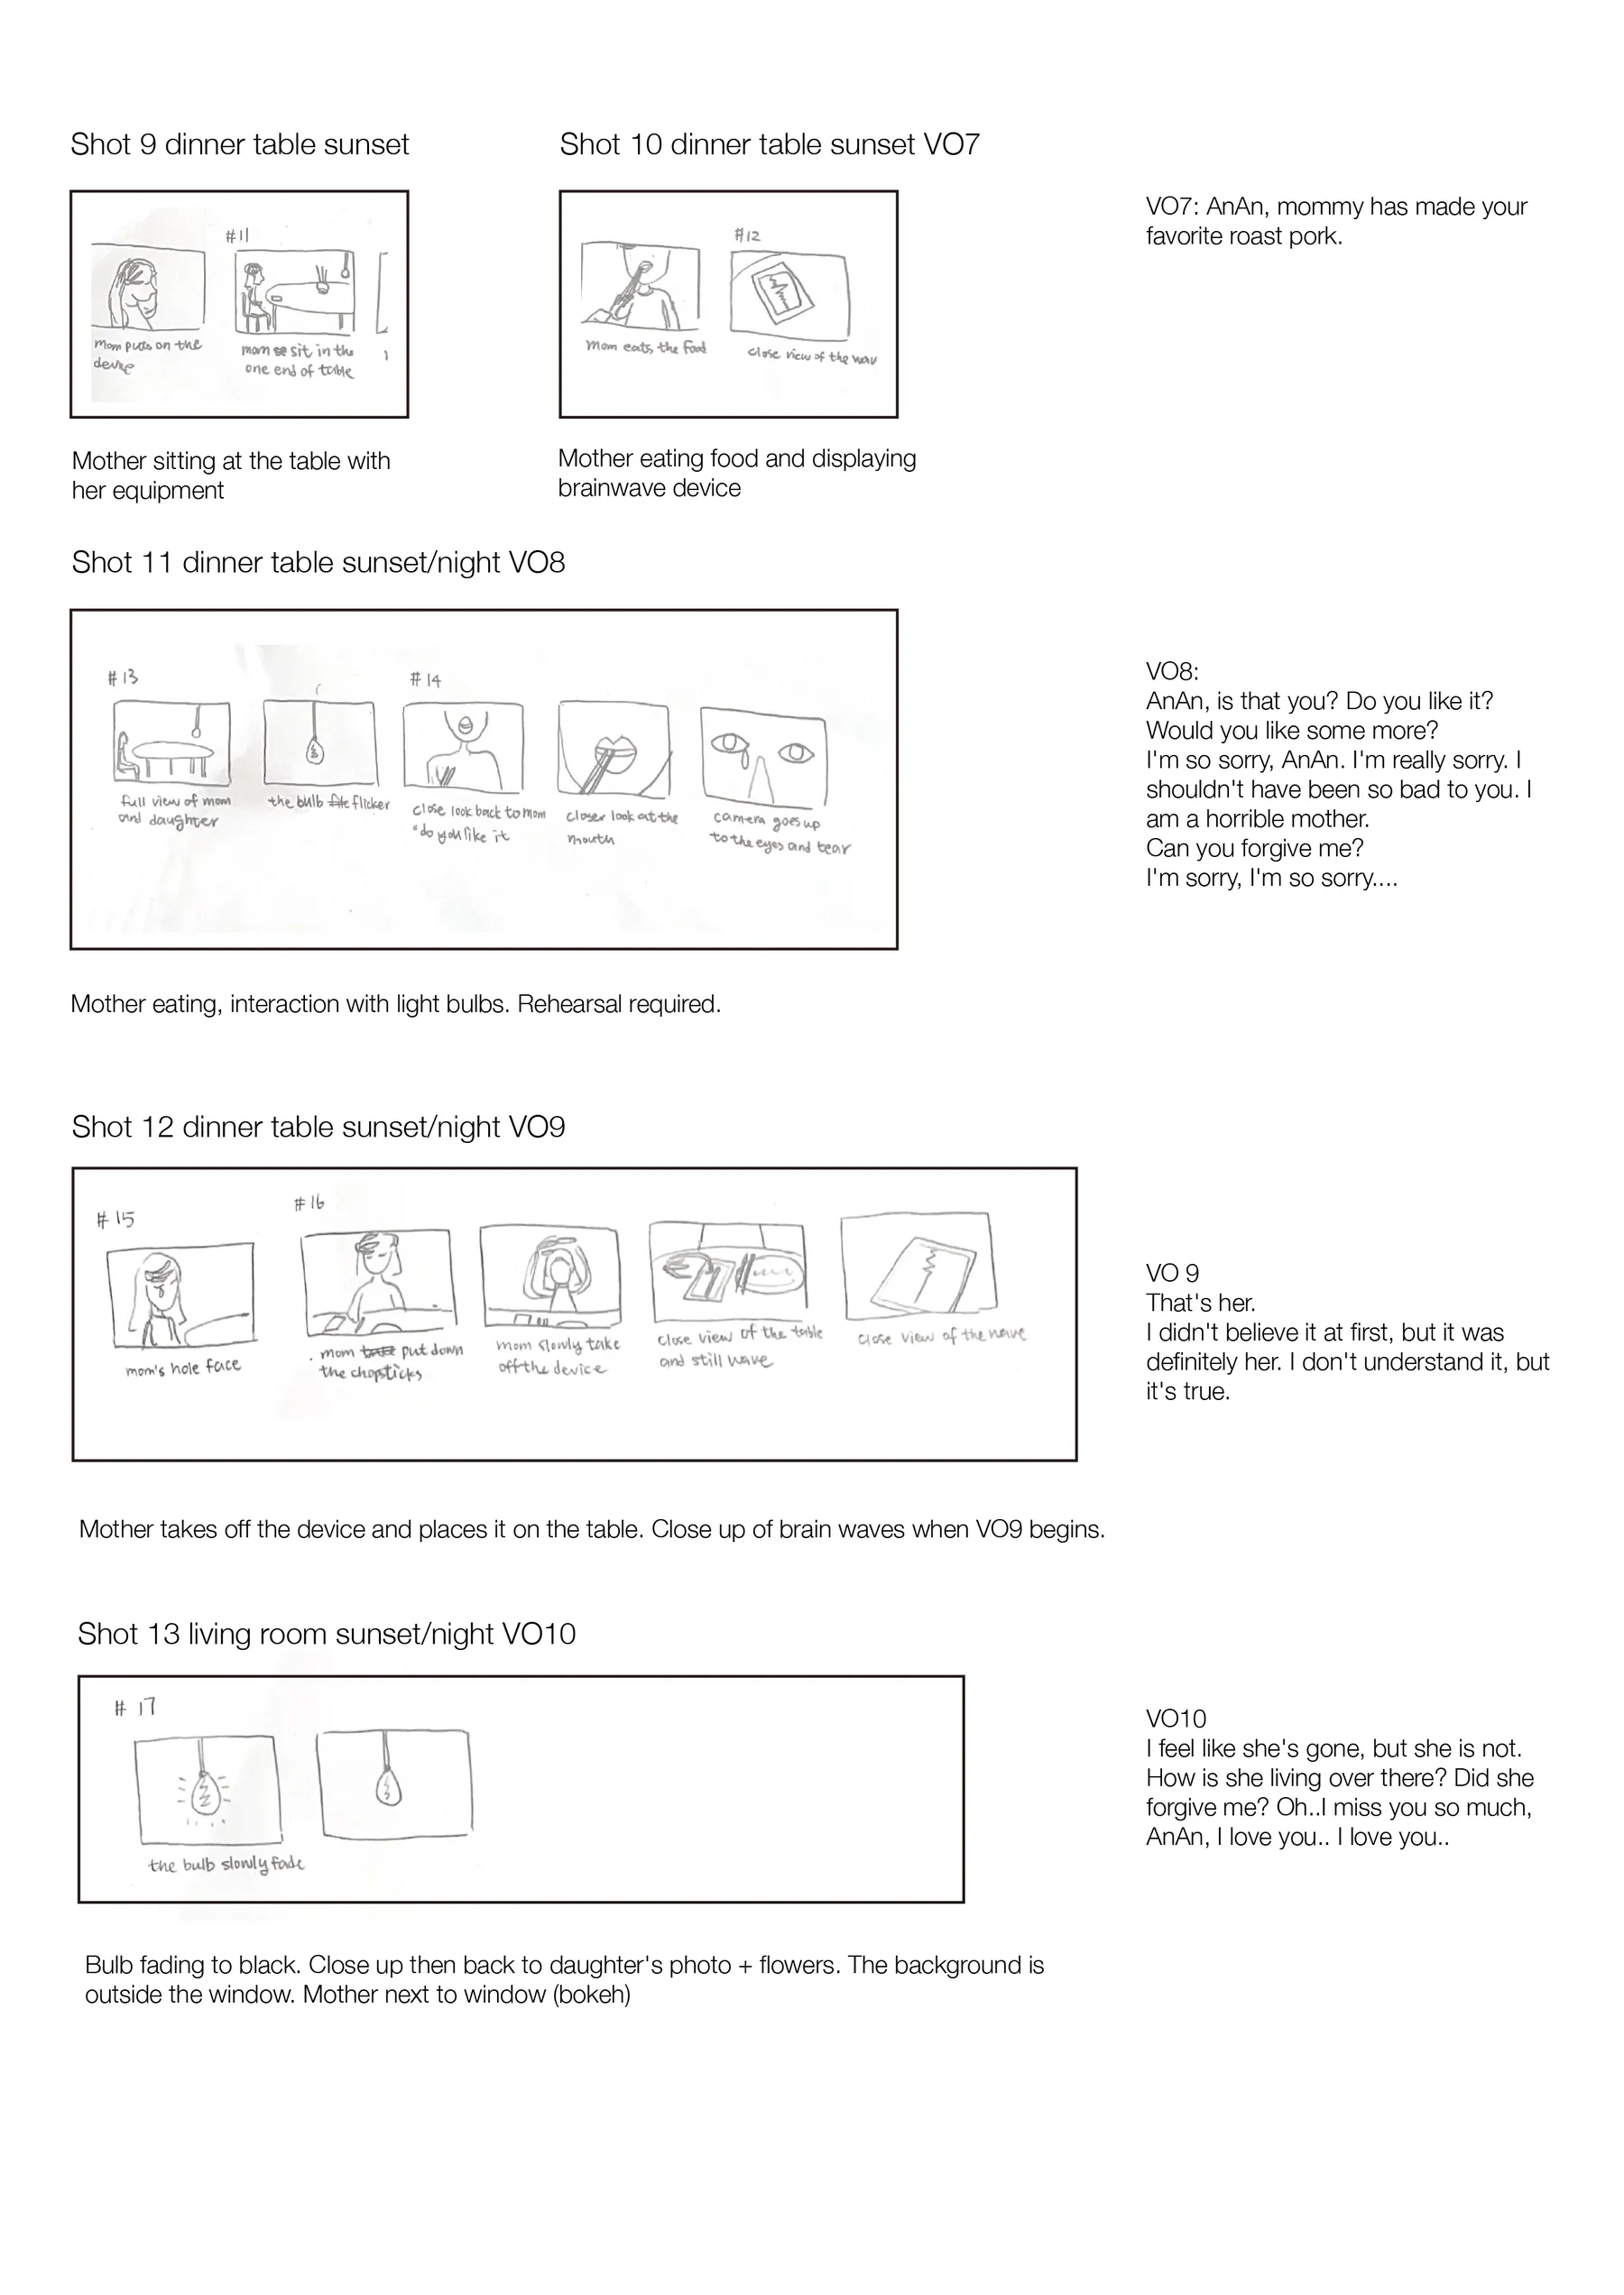 Shot 9 dinner table sunset
#11
mom puts on the
device
mom se sit in the
one end of table
Mother sitting at the table with
her equipment
Shot 10 dinner table sunset VO7
#12
Mom eats the food
close view of the wav
Mother eating food and displaying
brainwave device
VO7: AnAn, mommy has made your
favorite roast pork.
Shot 11 dinner table sunset/night VO8
#13
#14
full view of mom
and daughter
the bulb flicker
close look back to mom
"do you like it
closer look at the
mouth
camera goes up
to the eyes and tear
VO8:
AnAn, is that you? Do you like it?
Would you like some more?
I'm so sorry, AnAn. I'm really sorry. I
shouldn't have been so bad to you. I
am a horrible mother.
Can you forgive me?
I'm sorry, I'm so sorry....
Mother eating, interaction with light bulbs. Rehearsal required.
Shot 12 dinner table sunset/night VO9
#15
#16
mom's hole face
. mom put down
the chopsticks
mom slowly take
off the device
close view of the table
and still wave
close view of the wave
VO 9
That's her.
I didn't believe it at first, but it was
definitely her. I don't understand it, but
it's true.
Mother takes off the device and places it on the table. Close up of brain waves when VO9 begins.
Shot 13 living room sunset/night VO10
# 17
the bulb slowly fade
VO10
I feel like she's gone, but she is not.
How is she living over there? Did she
forgive me? Oh..I miss you so much,
AnAn, I love you.. I love you..
Bulb fading to black. Close up then back to daughter's photo + flowers. The background is
outside the window. Mother next to window (bokeh)